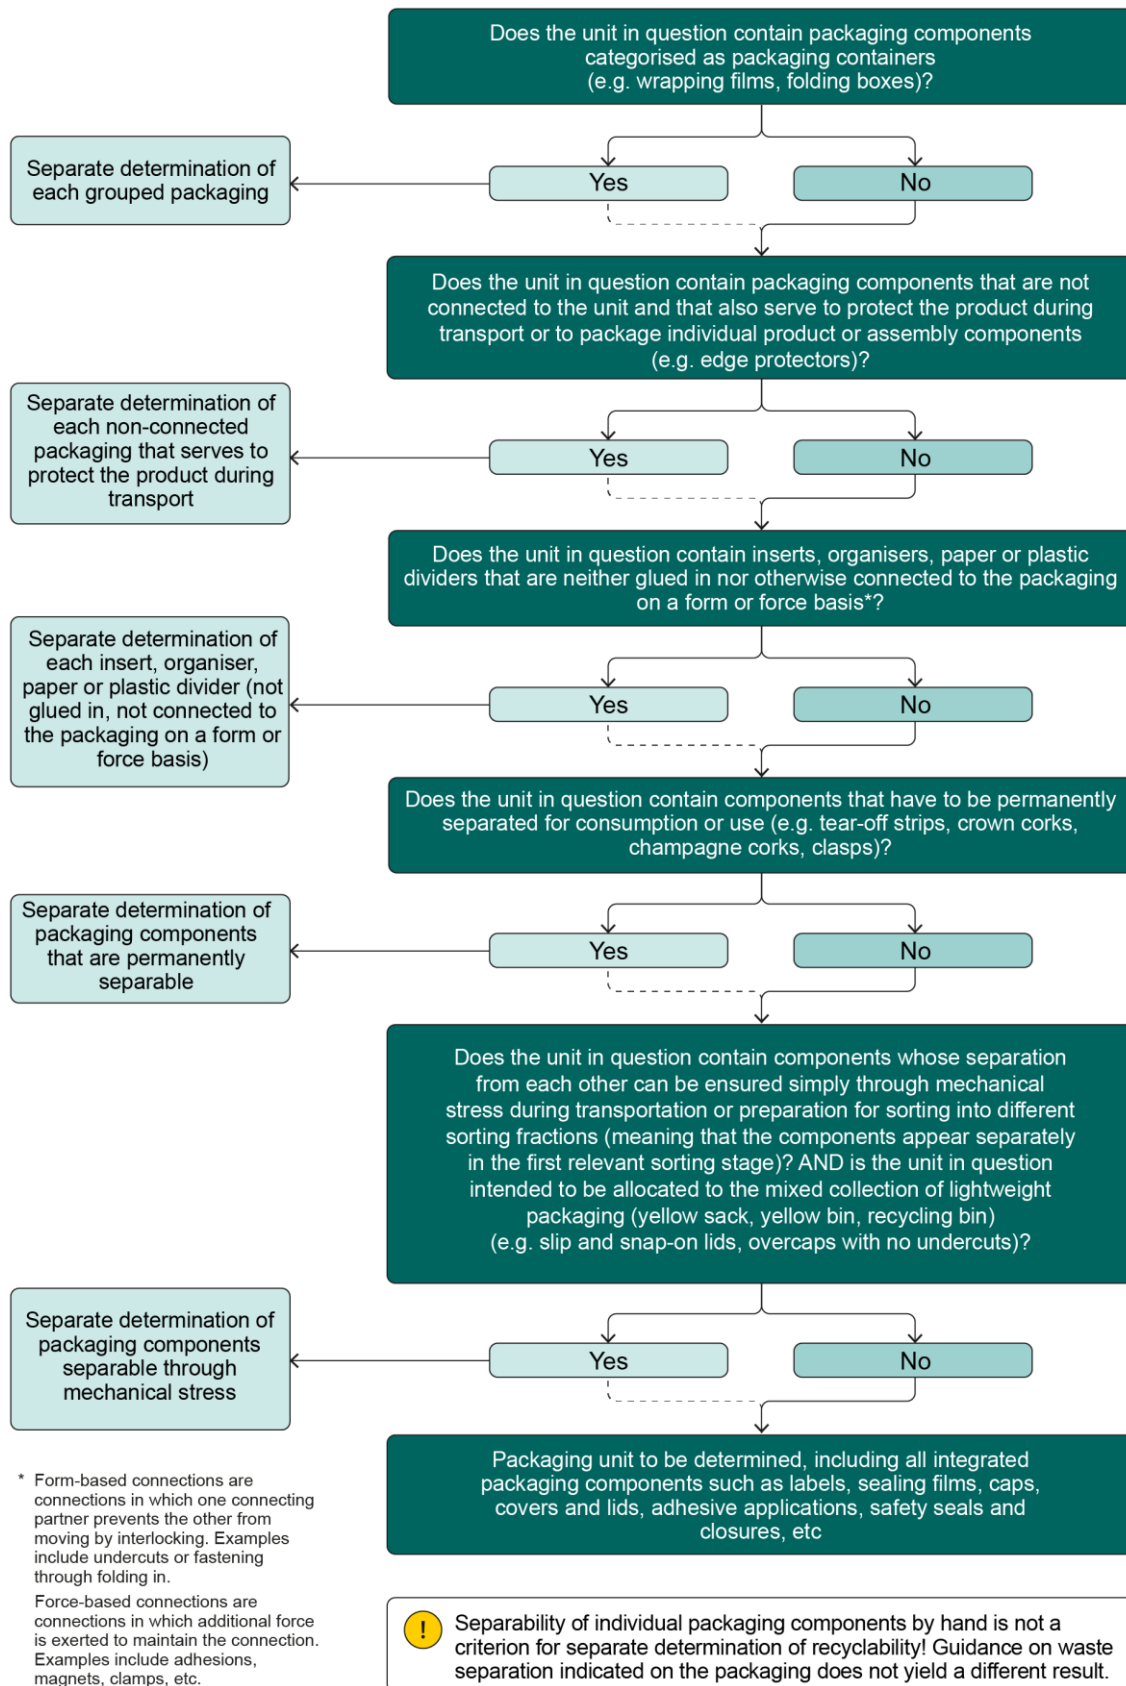 Does the unit in question contain packaging components
categorised as packaging containers
(e.g. wrapping films, folding boxes)?
Separate determination of
each grouped packaging
Yes
No
Does the unit in question contain packaging components that are not
connected to the unit and that also serve to protect the product during
transport or to package individual product or assembly components
(e.g. edge protectors)?
Separate determination of
each non-connected
packaging that serves to
protect the product during
transport
Yes
No
Does the unit in question contain inserts, organisers, paper or plastic
dividers that are neither glued in nor otherwise connected to the packaging
on a form or force basis*?
Separate determination of
each insert, organiser,
paper or plastic divider (not
glued in, not connected to
the packaging on a form or
force basis)
Yes
No
Does the unit in question contain components that have to be permanently
separated for consumption or use (e.g. tear-off strips, crown corks,
champagne corks, clasps)?
Separate determination of
packaging components
that are permanently
separable
Yes
No
Does the unit in question contain components whose separation
from each other can be ensured simply through mechanical
stress during transportation or preparation for sorting into different
sorting fractions (meaning that the components appear separately
in the first relevant sorting stage)? AND is the unit in question
intended to be allocated to the mixed collection of lightweight
packaging (yellow sack, yellow bin, recycling bin)
(e.g. slip and snap-on lids, overcaps with no undercuts)?
Separate determination of
packaging components
separable through
mechanical stress
Yes
No
Packaging unit to be determined, including all integrated
packaging components such as labels, sealing films, caps,
covers and lids, adhesive applications, safety seals and
closures, etc
* Form-based connections are
connections in which one connecting
partner prevents the other from
moving by interlocking. Examples
include undercuts or fastening
through folding in.
Force-based connections are
connections in which additional force
is exerted to maintain the connection.
Examples include adhesions,
magnets, clamps, etc.
! Separability of individual packaging components by hand is not a
criterion for separate determination of recyclability! Guidance on waste
separation indicated on the packaging does not yield a different result.